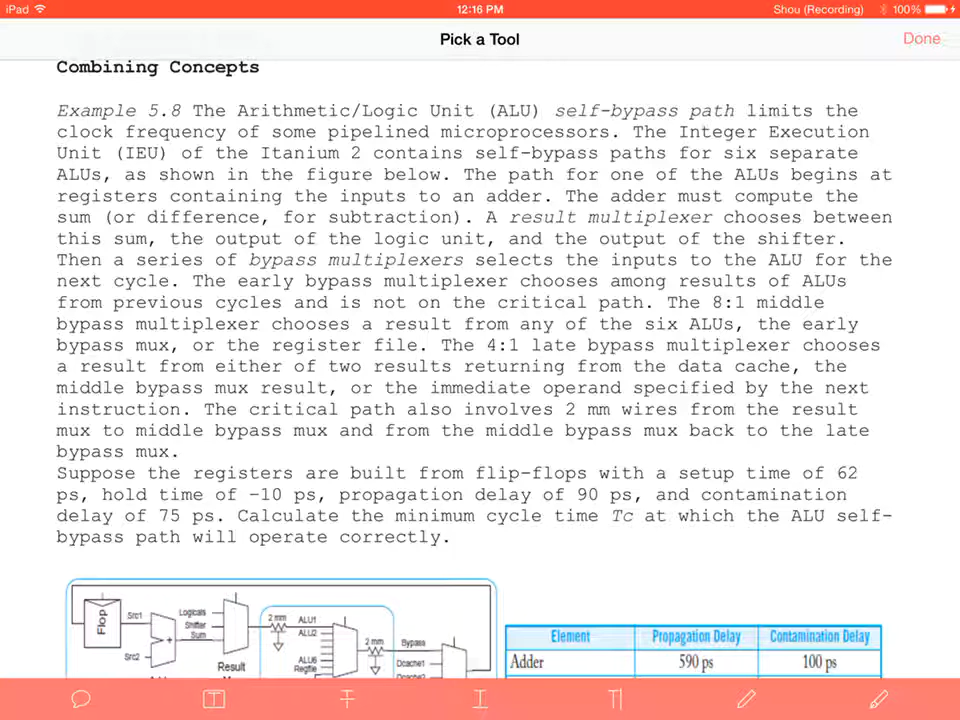 iPad 12:16 PM Shou (Recording) 100%
Pick a Tool Done
Combining Concepts
Example 5.8 The Arithmetic/Logic Unit (ALU) self-bypass path limits the
clock frequency of some pipelined microprocessors. The Integer Execution
Unit (IEU) of the Itanium 2 contains self-bypass paths for six separate
ALUs, as shown in the figure below. The path for one of the ALUs begins at
registers containing the inputs to an adder. The adder must compute the
sum (or difference, for subtraction). A result multiplexer chooses between
this sum, the output of the logic unit, and the output of the shifter.
Then a series of bypass multiplexers selects the inputs to the ALU for the
next cycle. The early bypass multiplexer chooses among results of ALUs
from previous cycles and is not on the critical path. The 8:1 middle
bypass multiplexer chooses a result from any of the six ALUs, the early
bypass mux, or the register file. The 4:1 late bypass multiplexer chooses
a result from either of two results returning from the data cache, the
middle bypass mux result, or the immediate operand specified by the next
instruction. The critical path also involves 2 mm wires from the result
mux to middle bypass mux and from the middle bypass mux back to the late
bypass mux.
Suppose the registers are built from flip-flops with a setup time of 62
ps, hold time of −10 ps, propagation delay of 90 ps, and contamination
delay of 75 ps. Calculate the minimum cycle time Tc at which the ALU self-
bypass path will operate correctly.
Flop
Src1
Src2
+
Logicals
Shifter
Sum
Result
2 mm
ALU1
ALU2
ALU6
Regfile
2 mm
Bypass
Dcache1
Element Propagation Delay Contamination Delay
Adder 590 ps 100 ps